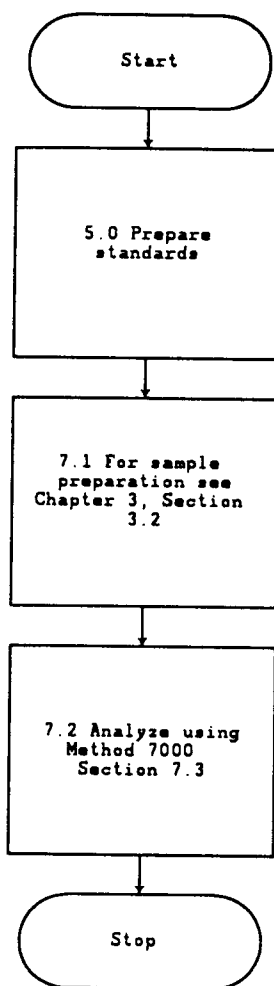 Start
5.0 Prepare
standards
7.1 For sample
preparation see
Chapter 3, Section
3.2
7.2 Analyze using
Method 7000
Section 7.3
Stop